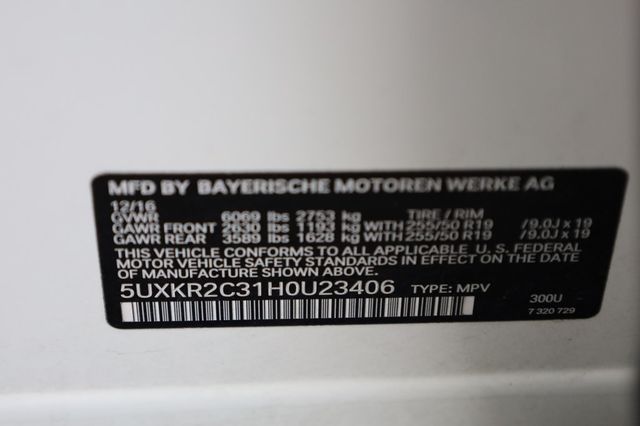 MFD BY BAYERISCHE MOTOREN WERKE AG
12/16
GVWR 6069 lbs 2753 kg TIRE / RIM
GAWR FRONT 2630 lbs 1193 kg WITH 255/50 R19 /9.0J x 19
GAWR REAR 3589 lbs 1628 kg WITH 255/50 R19 /9.0J x 19
THIS VEHICLE CONFORMS TO ALL APPLICABLE U. S. FEDERAL
MOTOR VEHICLE SAFETY STANDARDS IN EFFECT ON THE
DATE OF MANUFACTURE SHOWN ABOVE.
5UXKR2C31H0U23406 TYPE: MPV
300U
7 320 729